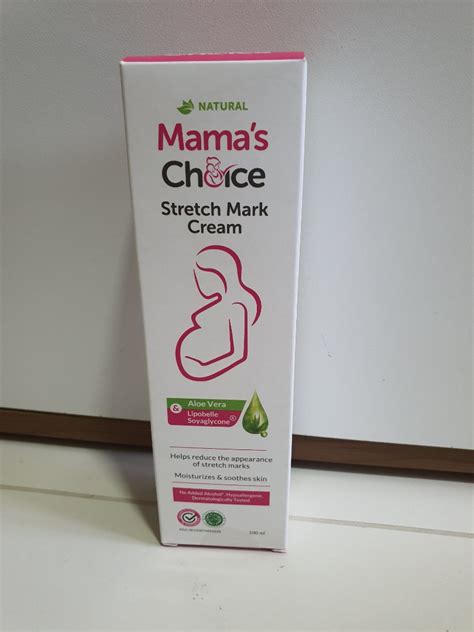 NATURAL
Mama's
Choice
Stretch Mark
Cream
Aloe Vera
&
Lipobelle
Soyaglycone®
Helps reduce the appearance
of stretch marks
Moisturizes & soothes skin
No Added Alcohol*, Hypoallergenic,
Dermatologically Tested
100 ml